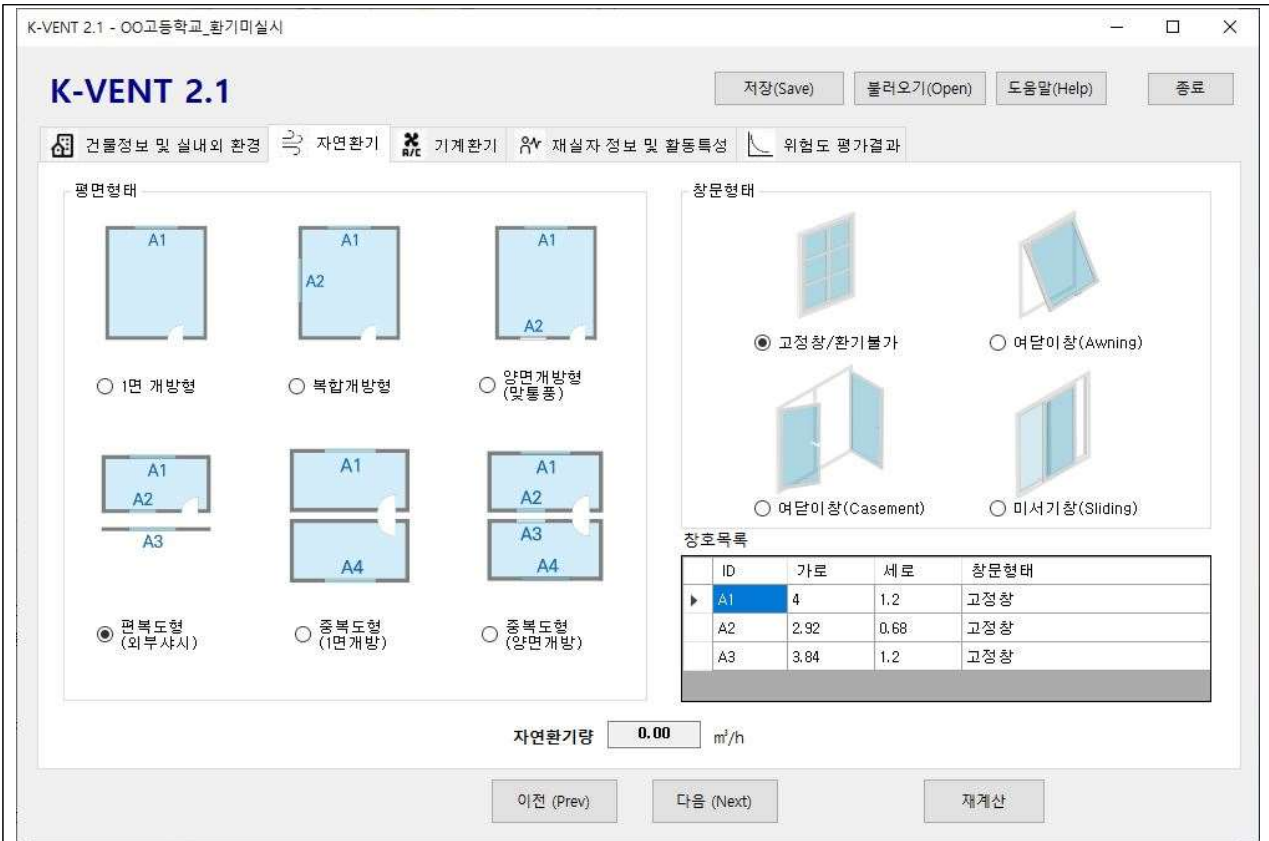 K-VENT 2.1 - OO고등학교_환기미실시
K-VENT 2.1
저장(Save) 불러오기(Open) 도움말(Help) 종료
건물정보 및 실내외 환경 자연환기 A/C 기계환기 재실자 정보 및 활동특성 위험도 평가결과
평면형태
A1 A1 A1
A2
A2
1면 개방형 복합개방형 양면개방형
(맞통풍)
A1 A1 A1
A2 A2
A3 A3
A4 A4
편복도형
(외부샤시)
중복도형
(1면개방)
중복도형
(양면개방)
창문형태
고정창/환기불가 여닫이창(Awning)
여닫이창(Casement) 미서기창(Sliding)
창호목록
ID 가로 세로 창문형태
A1 4 1.2 고정창
A2 2.92 0.68 고정창
A3 3.84 1.2 고정창
자연환기량 0.00 m³/h
이전 (Prev) 다음 (Next) 재계산